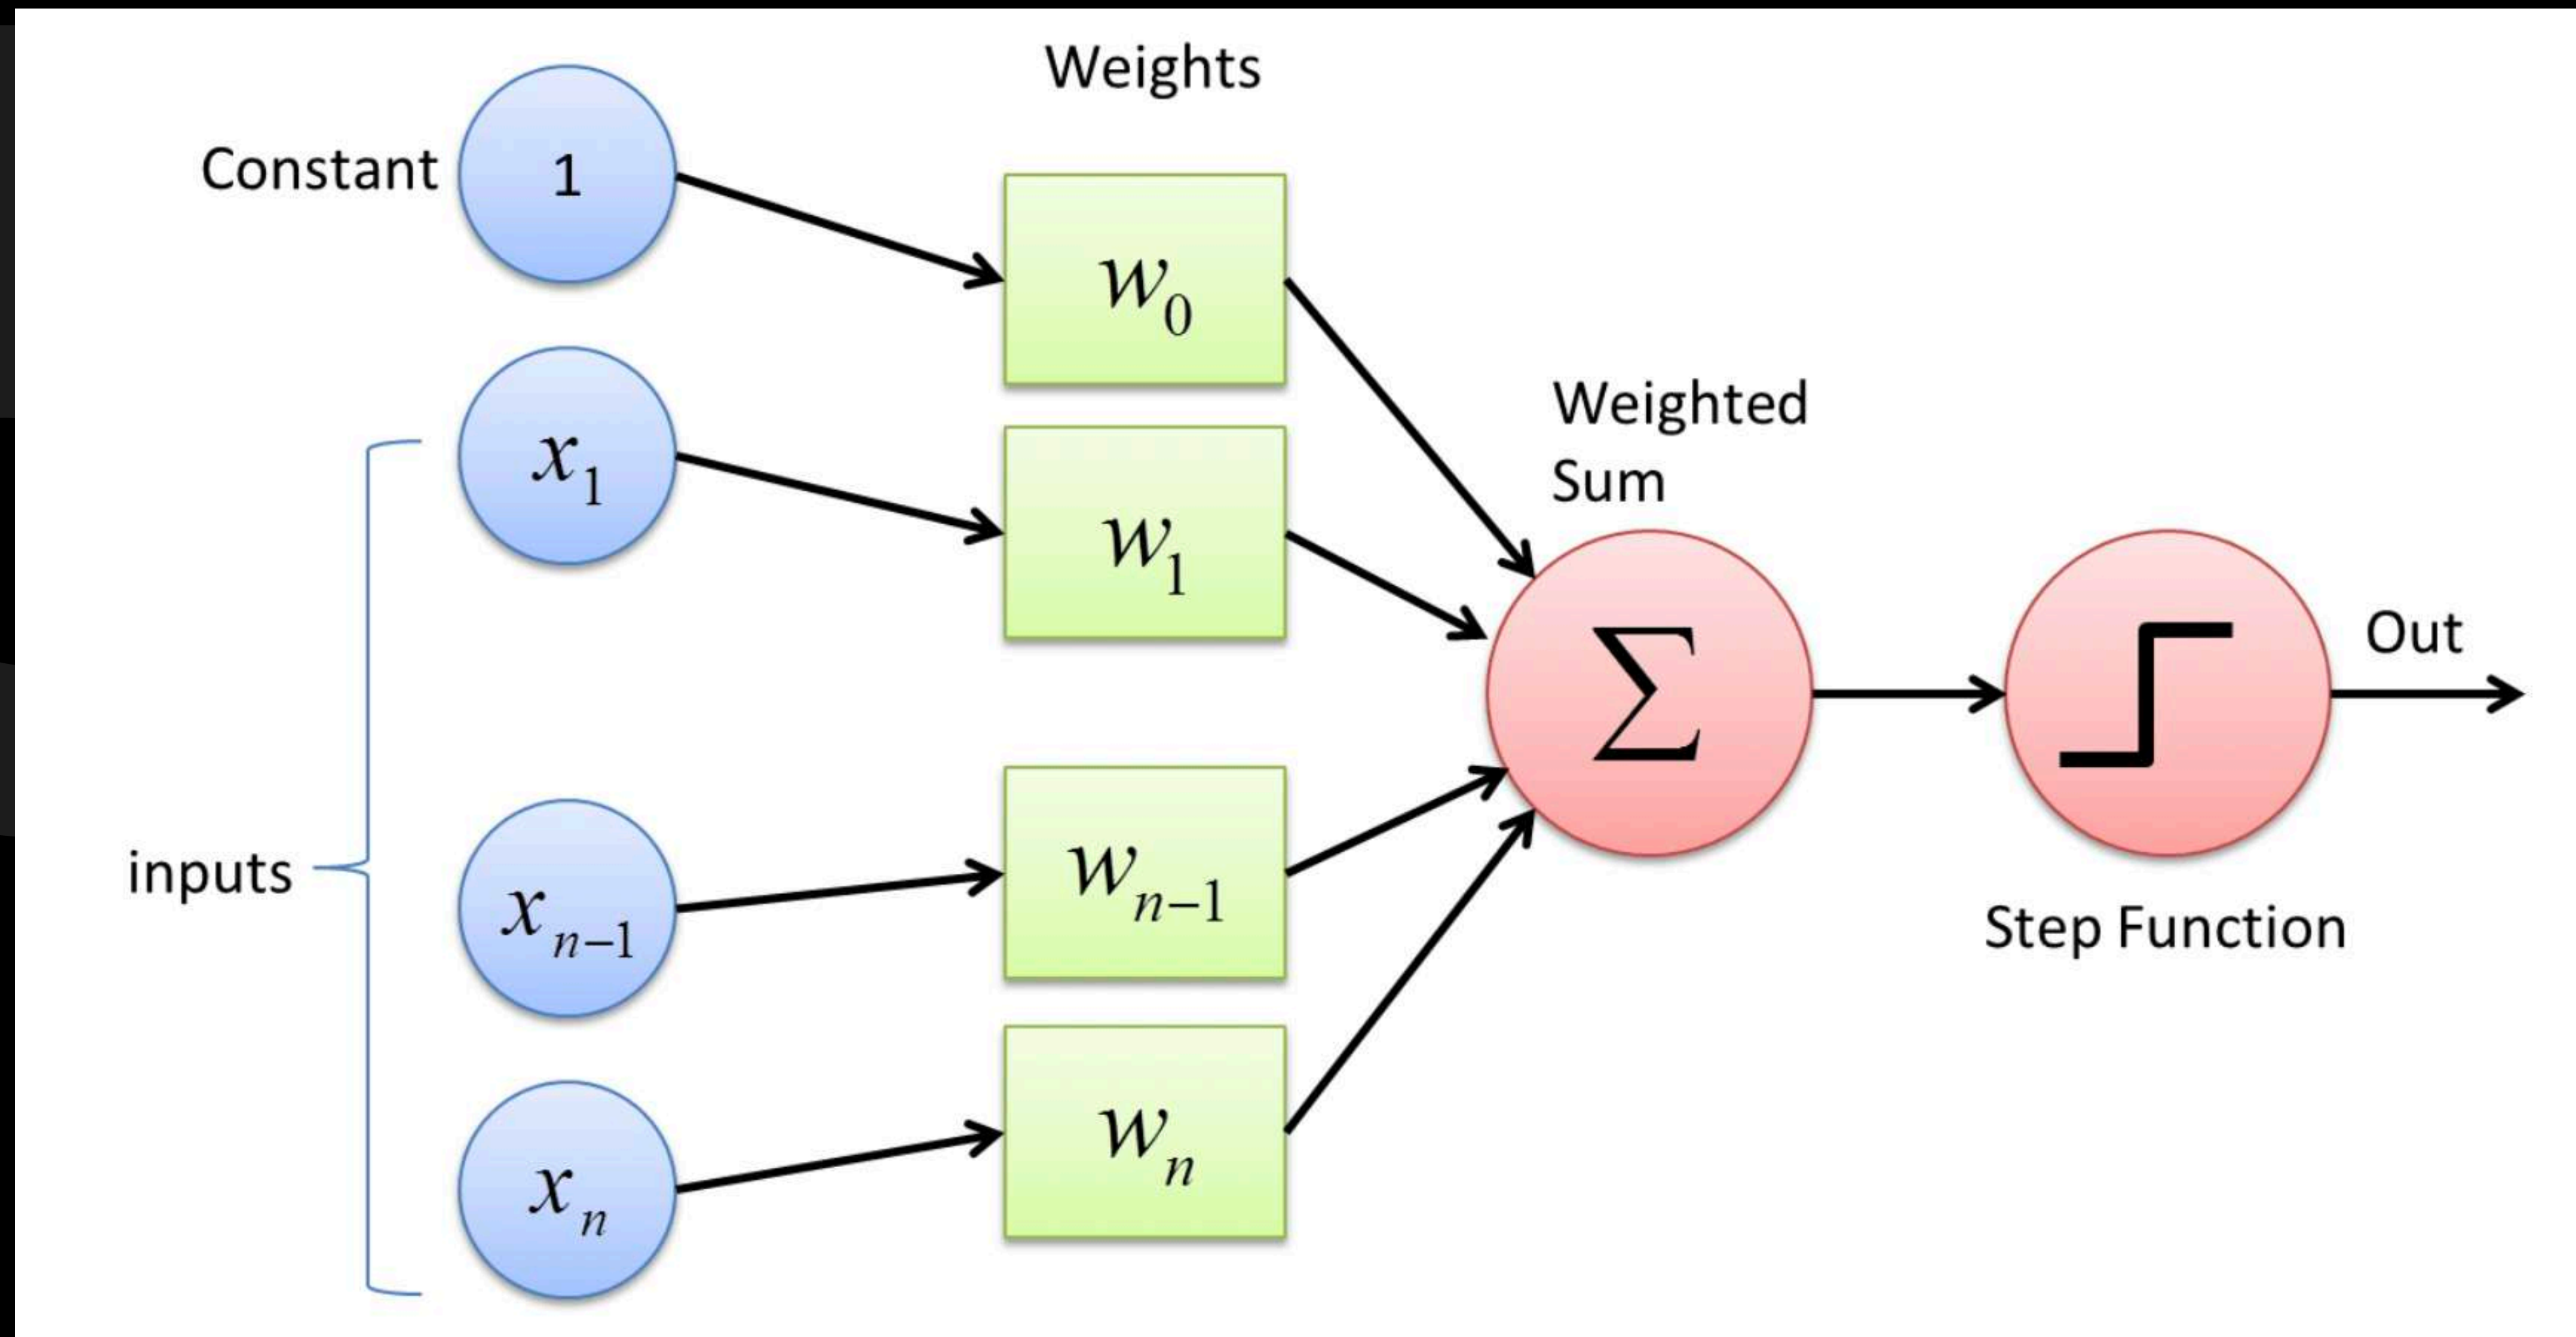 Weights
Constant
1
w₀
x₁
w₁
Weighted
Sum
Σ
Out
inputs
xₙ₋₁
wₙ₋₁
Step Function
xₙ
wₙ